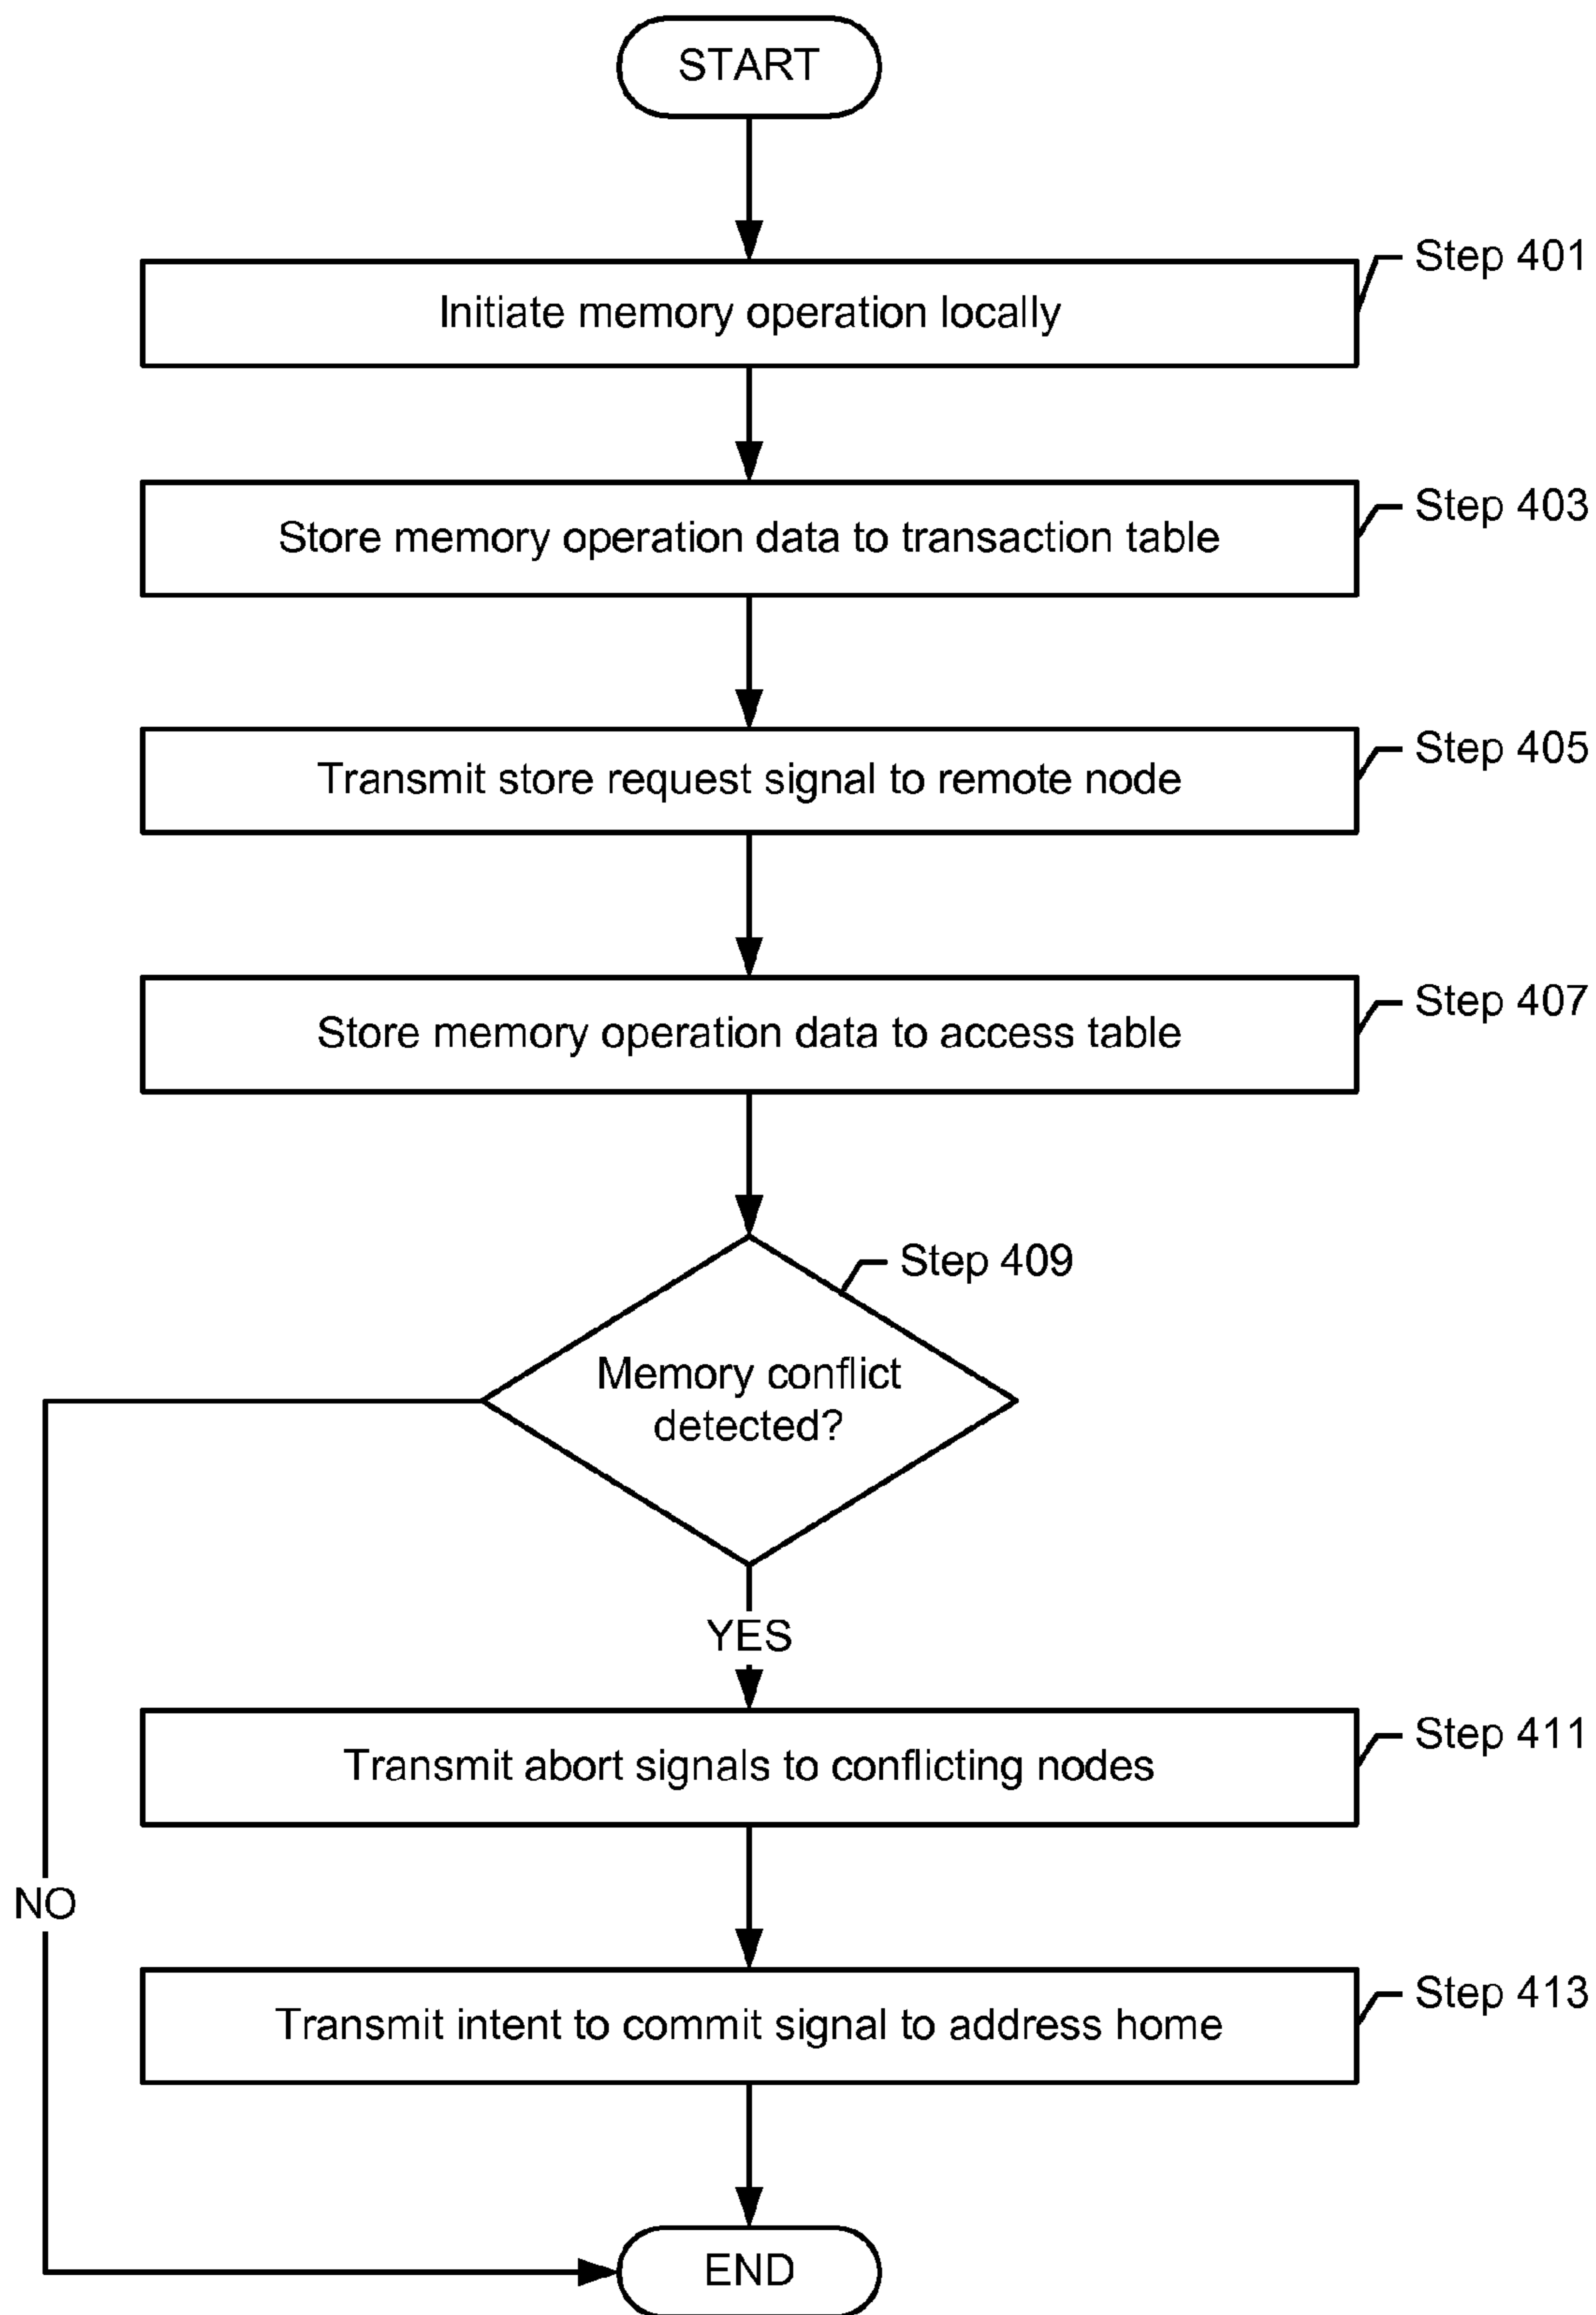 START
Step 401
Initiate memory operation locally
Step 403
Store memory operation data to transaction table
Step 405
Transmit store request signal to remote node
Step 407
Store memory operation data to access table
Step 409
Memory conflict
detected?
YES
Step 411
Transmit abort signals to conflicting nodes
NO
Step 413
Transmit intent to commit signal to address home
END